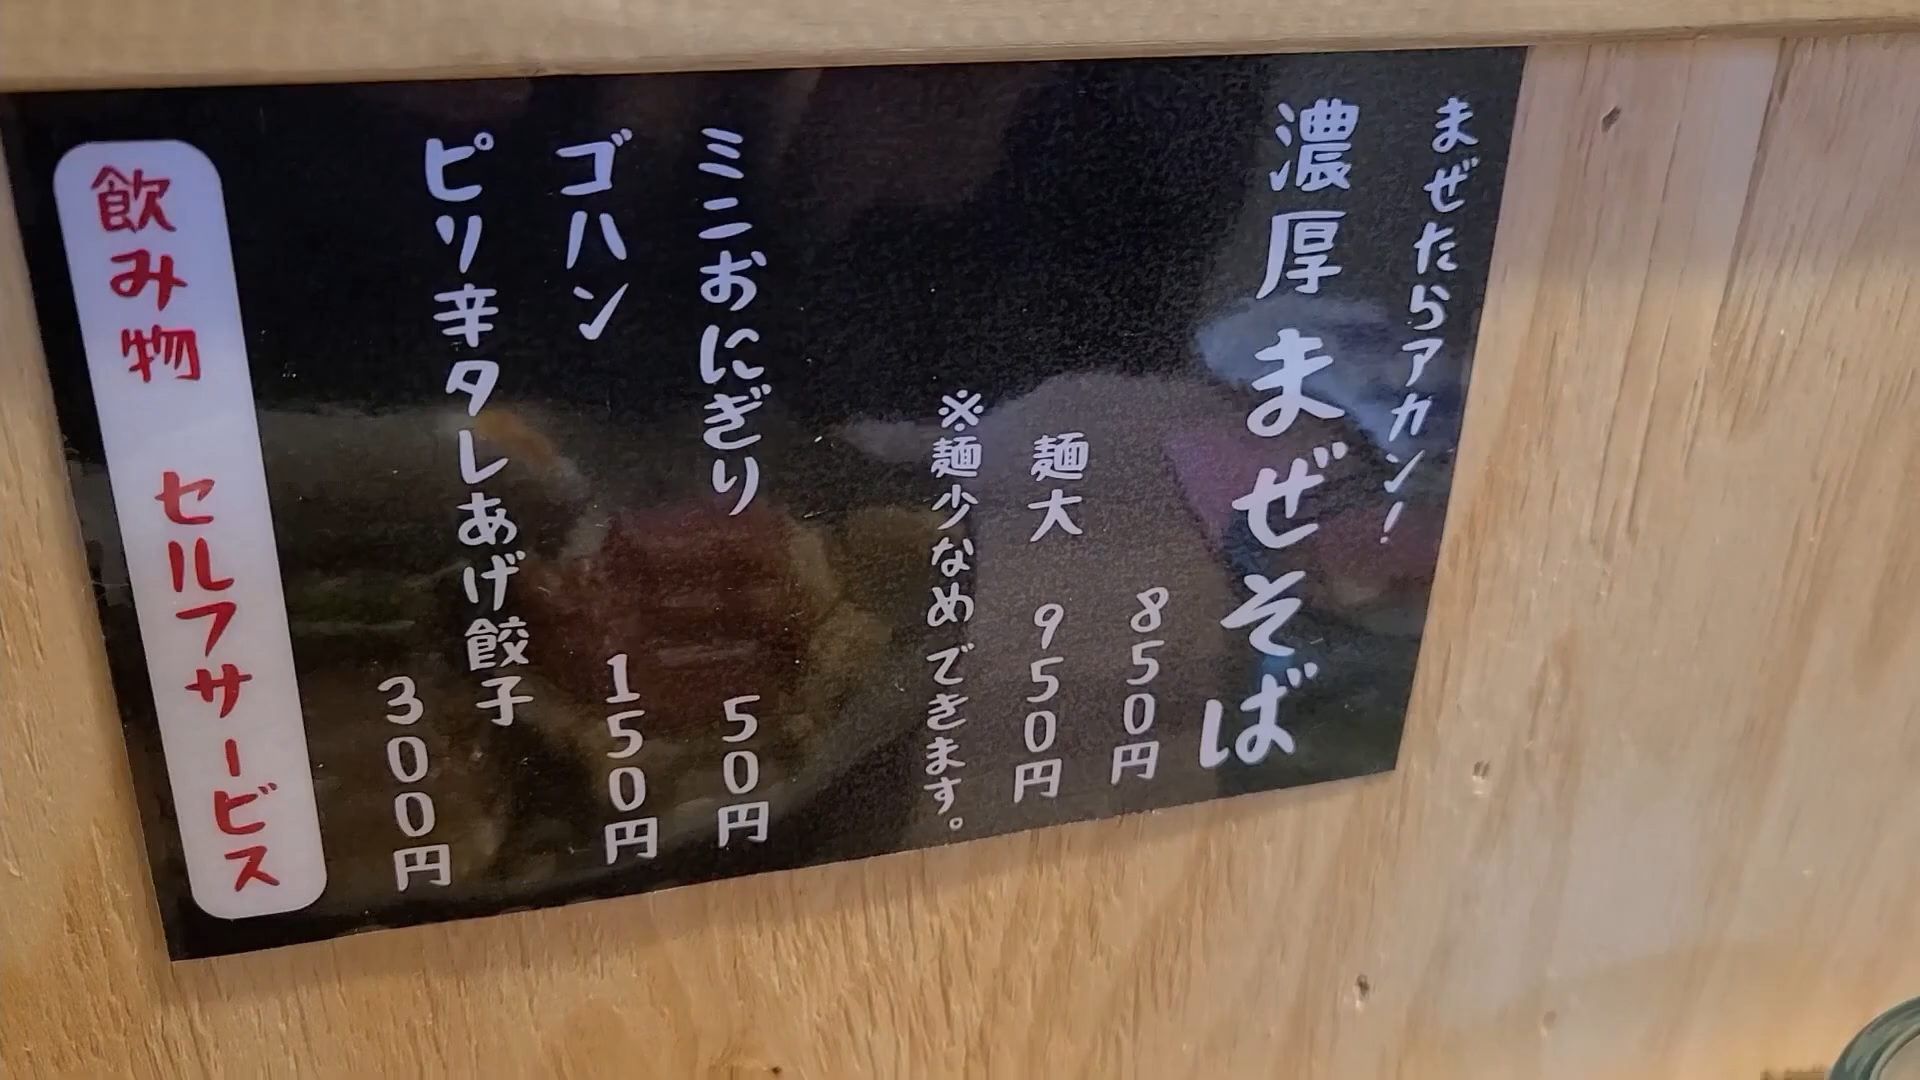 まぜたらアカン!
濃厚まぜそば
850円
麺大 950円
※麺少なめできます。
ミニおにぎり 50円
ゴハン 150円
ピリ辛タレあげ餃子
300円
飲み物 セルフサービス